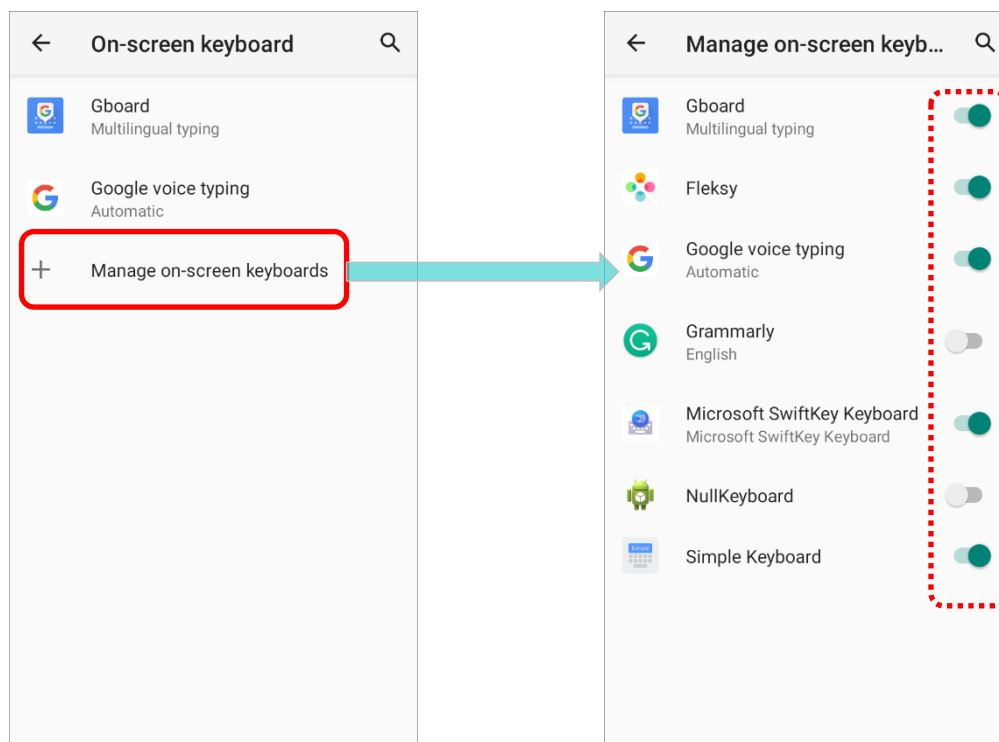 On-screen keyboard
Gboard
Multilingual typing
Google voice typing
Automatic
Manage on-screen keyboards
Manage on-screen keyb...
Gboard
Multilingual typing
Fleksy
Google voice typing
Automatic
Grammarly
English
Microsoft SwiftKey Keyboard
Microsoft SwiftKey Keyboard
NullKeyboard
Simple Keyboard